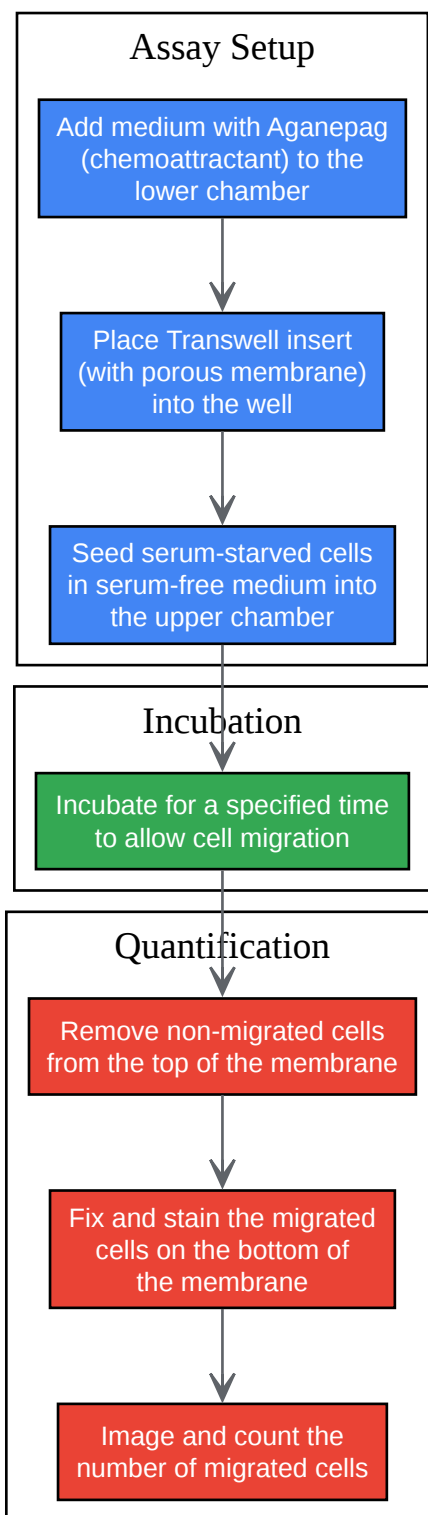 Assay Setup
Add medium with Aganepag
(chemoattractant) to the
lower chamber
Place Transwell insert
(with porous membrane)
into the well
Seed serum-starved cells
in serum-free medium into
the upper chamber
Incubation
Incubate for a specified time
to allow cell migration
Quantification
Remove non-migrated cells
from the top of the membrane
Fix and stain the migrated
cells on the bottom of
the membrane
Image and count the
number of migrated cells